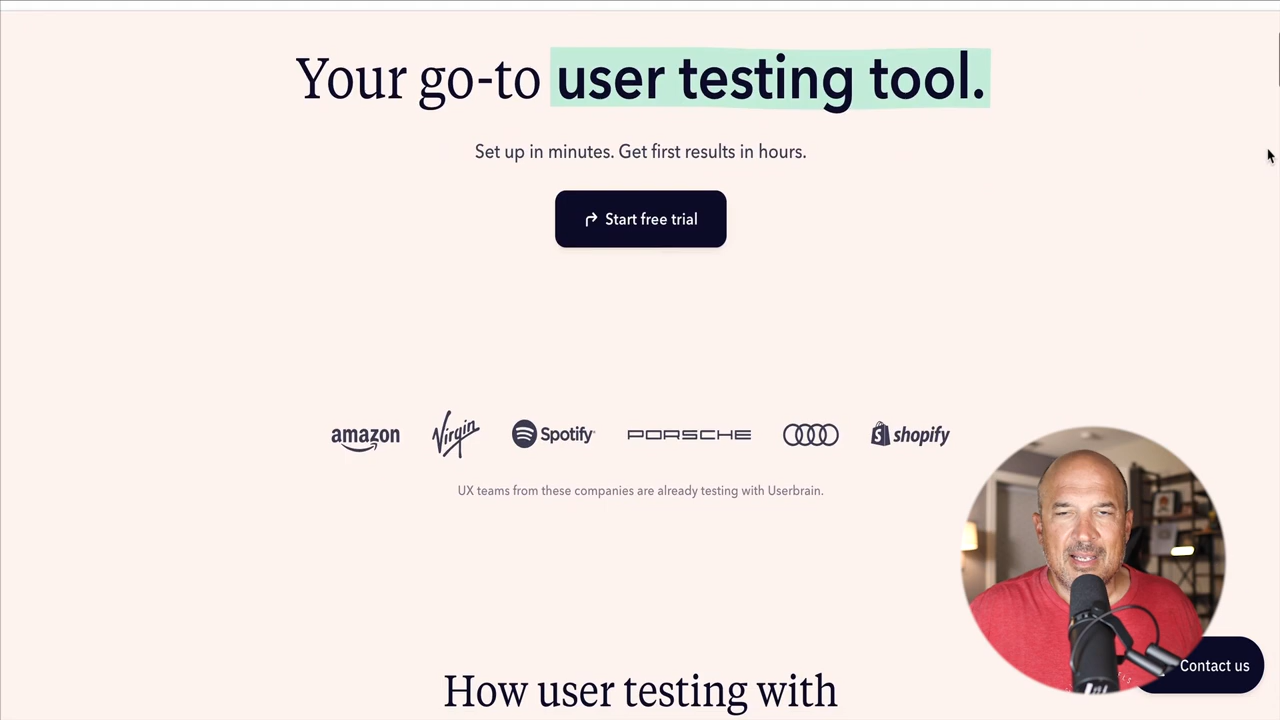 Your go-to user testing tool.
Set up in minutes. Get first results in hours.
Start free trial
amazon Virgin Spotify PORSCHE shopify
UX teams from these companies are already testing with Userbrain.
Contact us
How user testing with